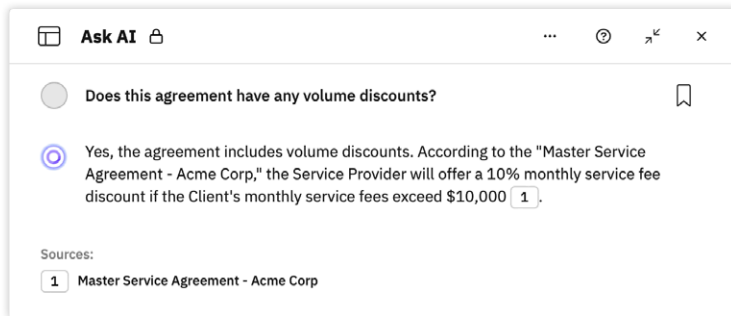 Ask AI
Does this agreement have any volume discounts?
Yes, the agreement includes volume discounts. According to the "Master Service
Agreement - Acme Corp," the Service Provider will offer a 10% monthly service fee
discount if the Client's monthly service fees exceed $10,000 1.
Sources:
1 Master Service Agreement - Acme Corp